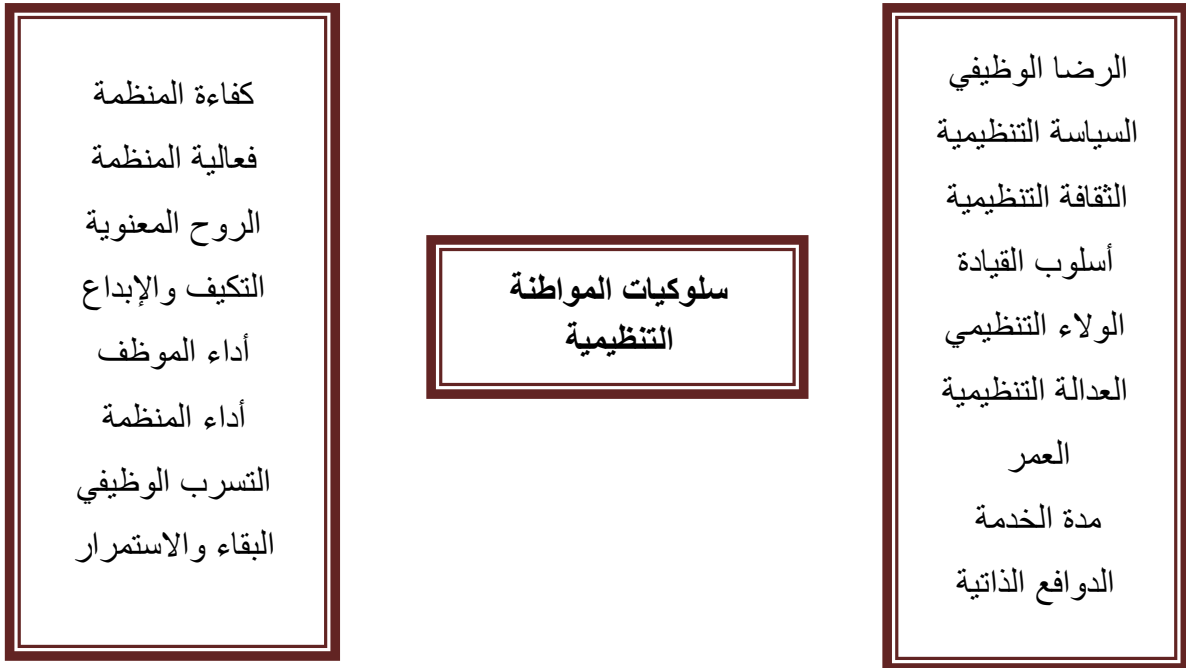 الرضا الوظيفي
السياسة التنظيمية
الثقافة التنظيمية
أسلوب القيادة
الولاء التنظيمي
العدالة التنظيمية
العمر
مدة الخدمة
الدوافع الذاتية
سلوكيات المواطنة
التنظيمية
كفاءة المنظمة
فعالية المنظمة
الروح المعنوية
التكيف والإبداع
أداء الموظف
أداء المنظمة
التسرب الوظيفي
البقاء والاستمرار